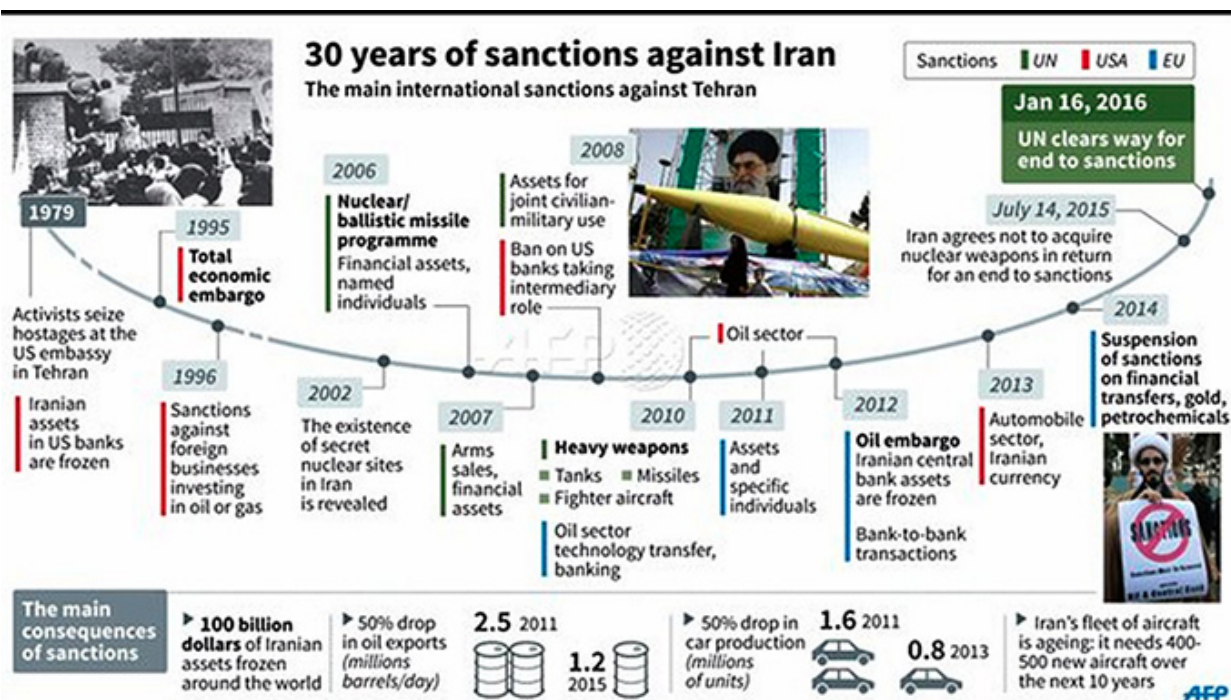 30 years of sanctions against Iran
The main international sanctions against Tehran
Sanctions UN USA EU
1979
Activists seize
hostages at the
US embassy
in Tehran
Iranian
assets
in US banks
are frozen
1995
Total
economic
embargo
1996
Sanctions
against
foreign
businesses
investing
in oil or gas
2002
The existence
of secret
nuclear sites
in Iran
is revealed
2006
Nuclear/
ballistic missile
programme
Financial assets,
named
individuals
2007
Arms
sales,
financial
assets
2008
Assets for
joint civilian-
military use
Ban on US
banks taking
intermediary
role
AFP
2010
Heavy weapons
Tanks Missiles
Fighter aircraft
Oil sector
technology transfer,
banking
Oil sector
2011
Assets
and
specific
individuals
2012
Oil embargo
Iranian central
bank assets
are frozen
Bank-to-bank
transactions
2013
Automobile
sector,
Iranian
currency
2014
Suspension
of sanctions
on financial
transfers, gold,
petrochemicals
July 14, 2015
Iran agrees not to acquire
nuclear weapons in return
for an end to sanctions
Jan 16, 2016
UN clears way for
end to sanctions
SANCTIONS
The main
consequences
of sanctions
100 billion
dollars of Iranian
assets frozen
around the world
50% drop
in oil exports
(millions
barrels/day)
2.5 2011
1.2
2015
50% drop in
car production
(millions
of units)
1.6 2011
0.8 2013
Iran's fleet of aircraft
is ageing: it needs 400-
500 new aircraft over
the next 10 years
AFP